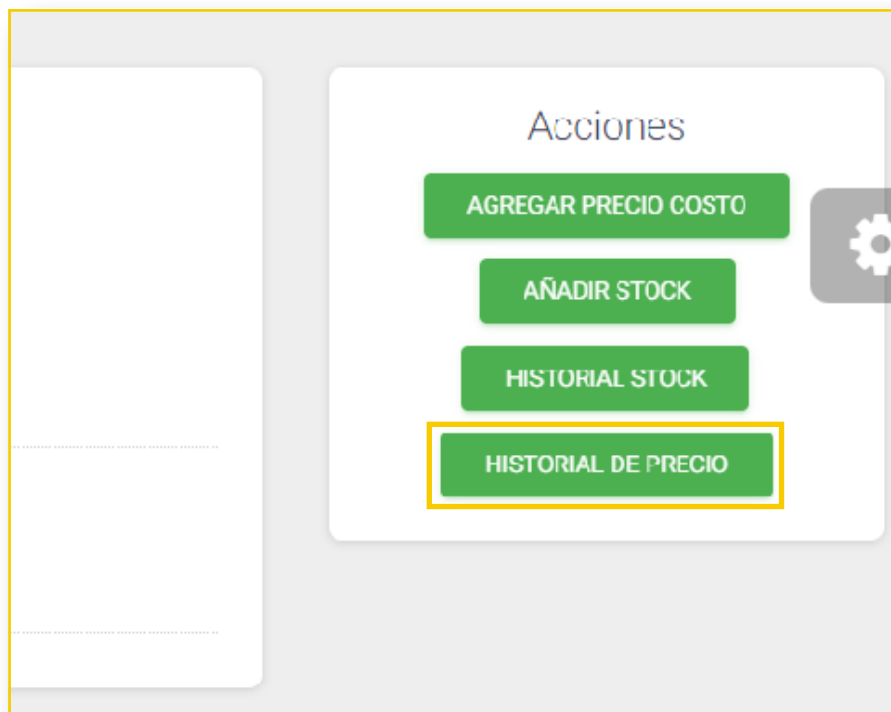 Acciones
AGREGAR PRECIO COSTO
AÑADIR STOCK
HISTORIAL STOCK
HISTORIAL DE PRECIO